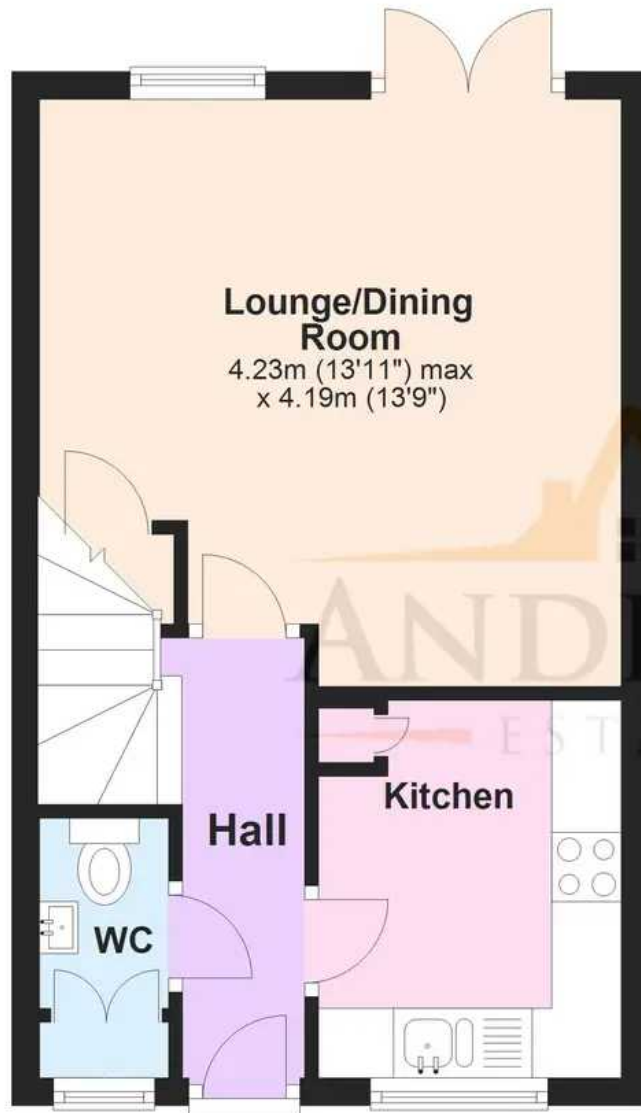 Lounge/Dining
Room
4.23m (13'11") max
x 4.19m (13'9")
Kitchen
Hall
WC